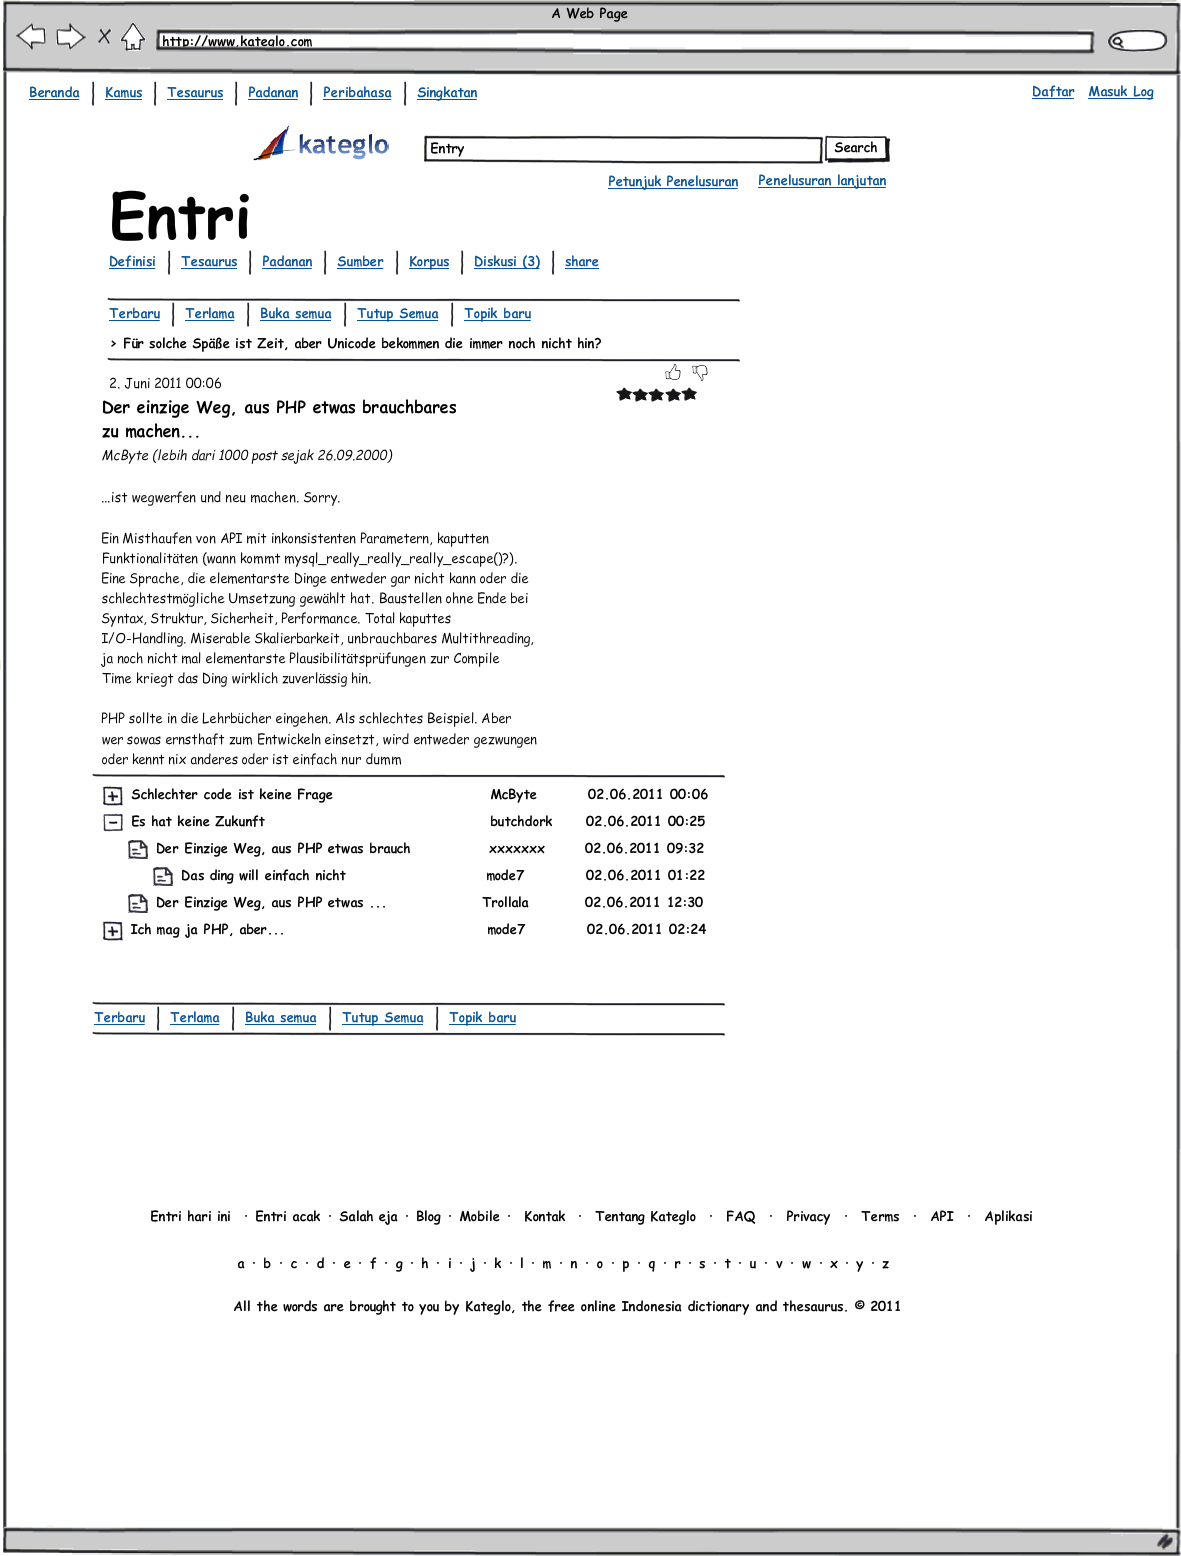 A Web Page
http://www.kateglo.com
Beranda | Kamus | Tesaurus | Padanan | Peribahasa | Singkatan
Daftar Masuk Log
kateglo
Entry
Search
Petunjuk Penelusuran Penelusuran lanjutan
Entri
Definisi | Tesaurus | Padanan | Sumber | Korpus | Diskusi (3) | share
Terbaru | Terlama | Buka semua | Tutup Semua | Topik baru
> Für solche Späße ist Zeit, aber Unicode bekommen die immer noch nicht hin?
2. Juni 2011 00:06
Der einzige Weg, aus PHP etwas brauchbares
zu machen...
McByte (lebih dari 1000 post sejak 26.09.2000)
...ist wegwerfen und neu machen. Sorry.
Ein Misthaufen von API mit inkonsistenten Parametern, kaputten
Funktionalitäten (wann kommt mysql_really_really_really_escape()?).
Eine Sprache, die elementarste Dinge entweder gar nicht kann oder die
schlechtestmögliche Umsetzung gewählt hat. Baustellen ohne Ende bei
Syntax, Struktur, Sicherheit, Performance. Total kaputtes
I/O-Handling. Miserable Skalierbarkeit, unbrauchbares Multithreading,
ja noch nicht mal elementarste Plausibilitätsprüfungen zur Compile
Time kriegt das Ding wirklich zuverlässig hin.
PHP sollte in die Lehrbücher eingehen. Als schlechtes Beispiel. Aber
wer sowas ernsthaft zum Entwickeln einsetzt, wird entweder gezwungen
oder kennt nix anderes oder ist einfach nur dumm
Schlechter code ist keine Frage McByte 02.06.2011 00:06
Es hat keine Zukunft butchdork 02.06.2011 00:25
Der Einzige Weg, aus PHP etwas brauch xxxxxxx 02.06.2011 09:32
Das ding will einfach nicht mode7 02.06.2011 01:22
Der Einzige Weg, aus PHP etwas ... Trollala 02.06.2011 12:30
Ich mag ja PHP, aber... mode7 02.06.2011 02:24
Terbaru | Terlama | Buka semua | Tutup Semua | Topik baru
Entri hari ini · Entri acak · Salah eja · Blog · Mobile · Kontak · Tentang Kateglo · FAQ · Privacy · Terms · API · Aplikasi
a · b · c · d · e · f · g · h · i · j · k · l · m · n · o · p · q · r · s · t · u · v · w · x · y · z
All the words are brought to you by Kateglo, the free online Indonesia dictionary and thesaurus. © 2011